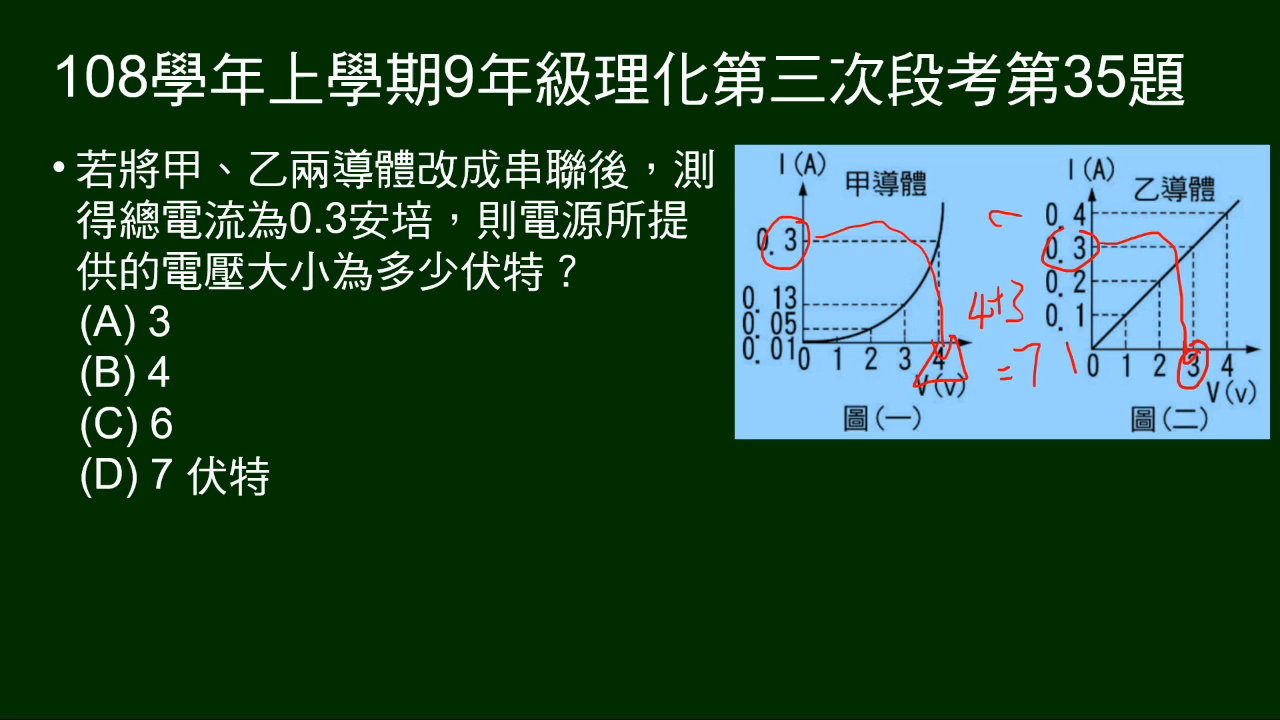 108學年上學期9年級理化第三次段考第35題
• 若將甲、乙兩導體改成串聯後，測
得總電流為0.3安培，則電源所提
供的電壓大小為多少伏特？
(A) 3
(B) 4
(C) 6
(D) 7 伏特
I(A)
甲導體
0.3
0.13
0.05
0.01
0 1 2 3 4
V(v)
圖(一)
4+3
=7
I(A)
乙導體
0.4
0.3
0.2
0.1
0 1 2 3 4
V(v)
圖(二)